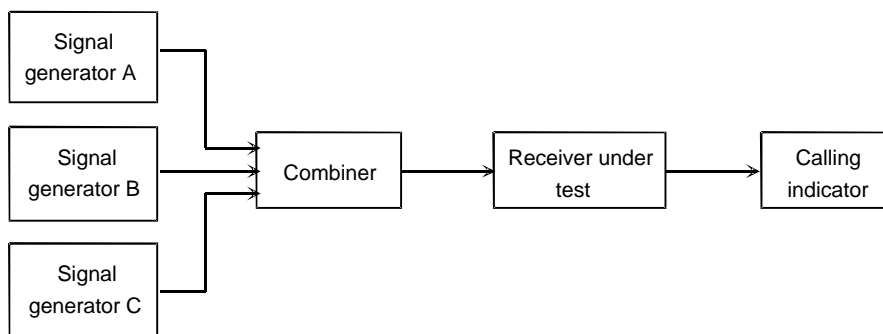 Signal
generator A
Signal
generator B
Signal
generator C
Combiner
Receiver under
test
Calling
indicator